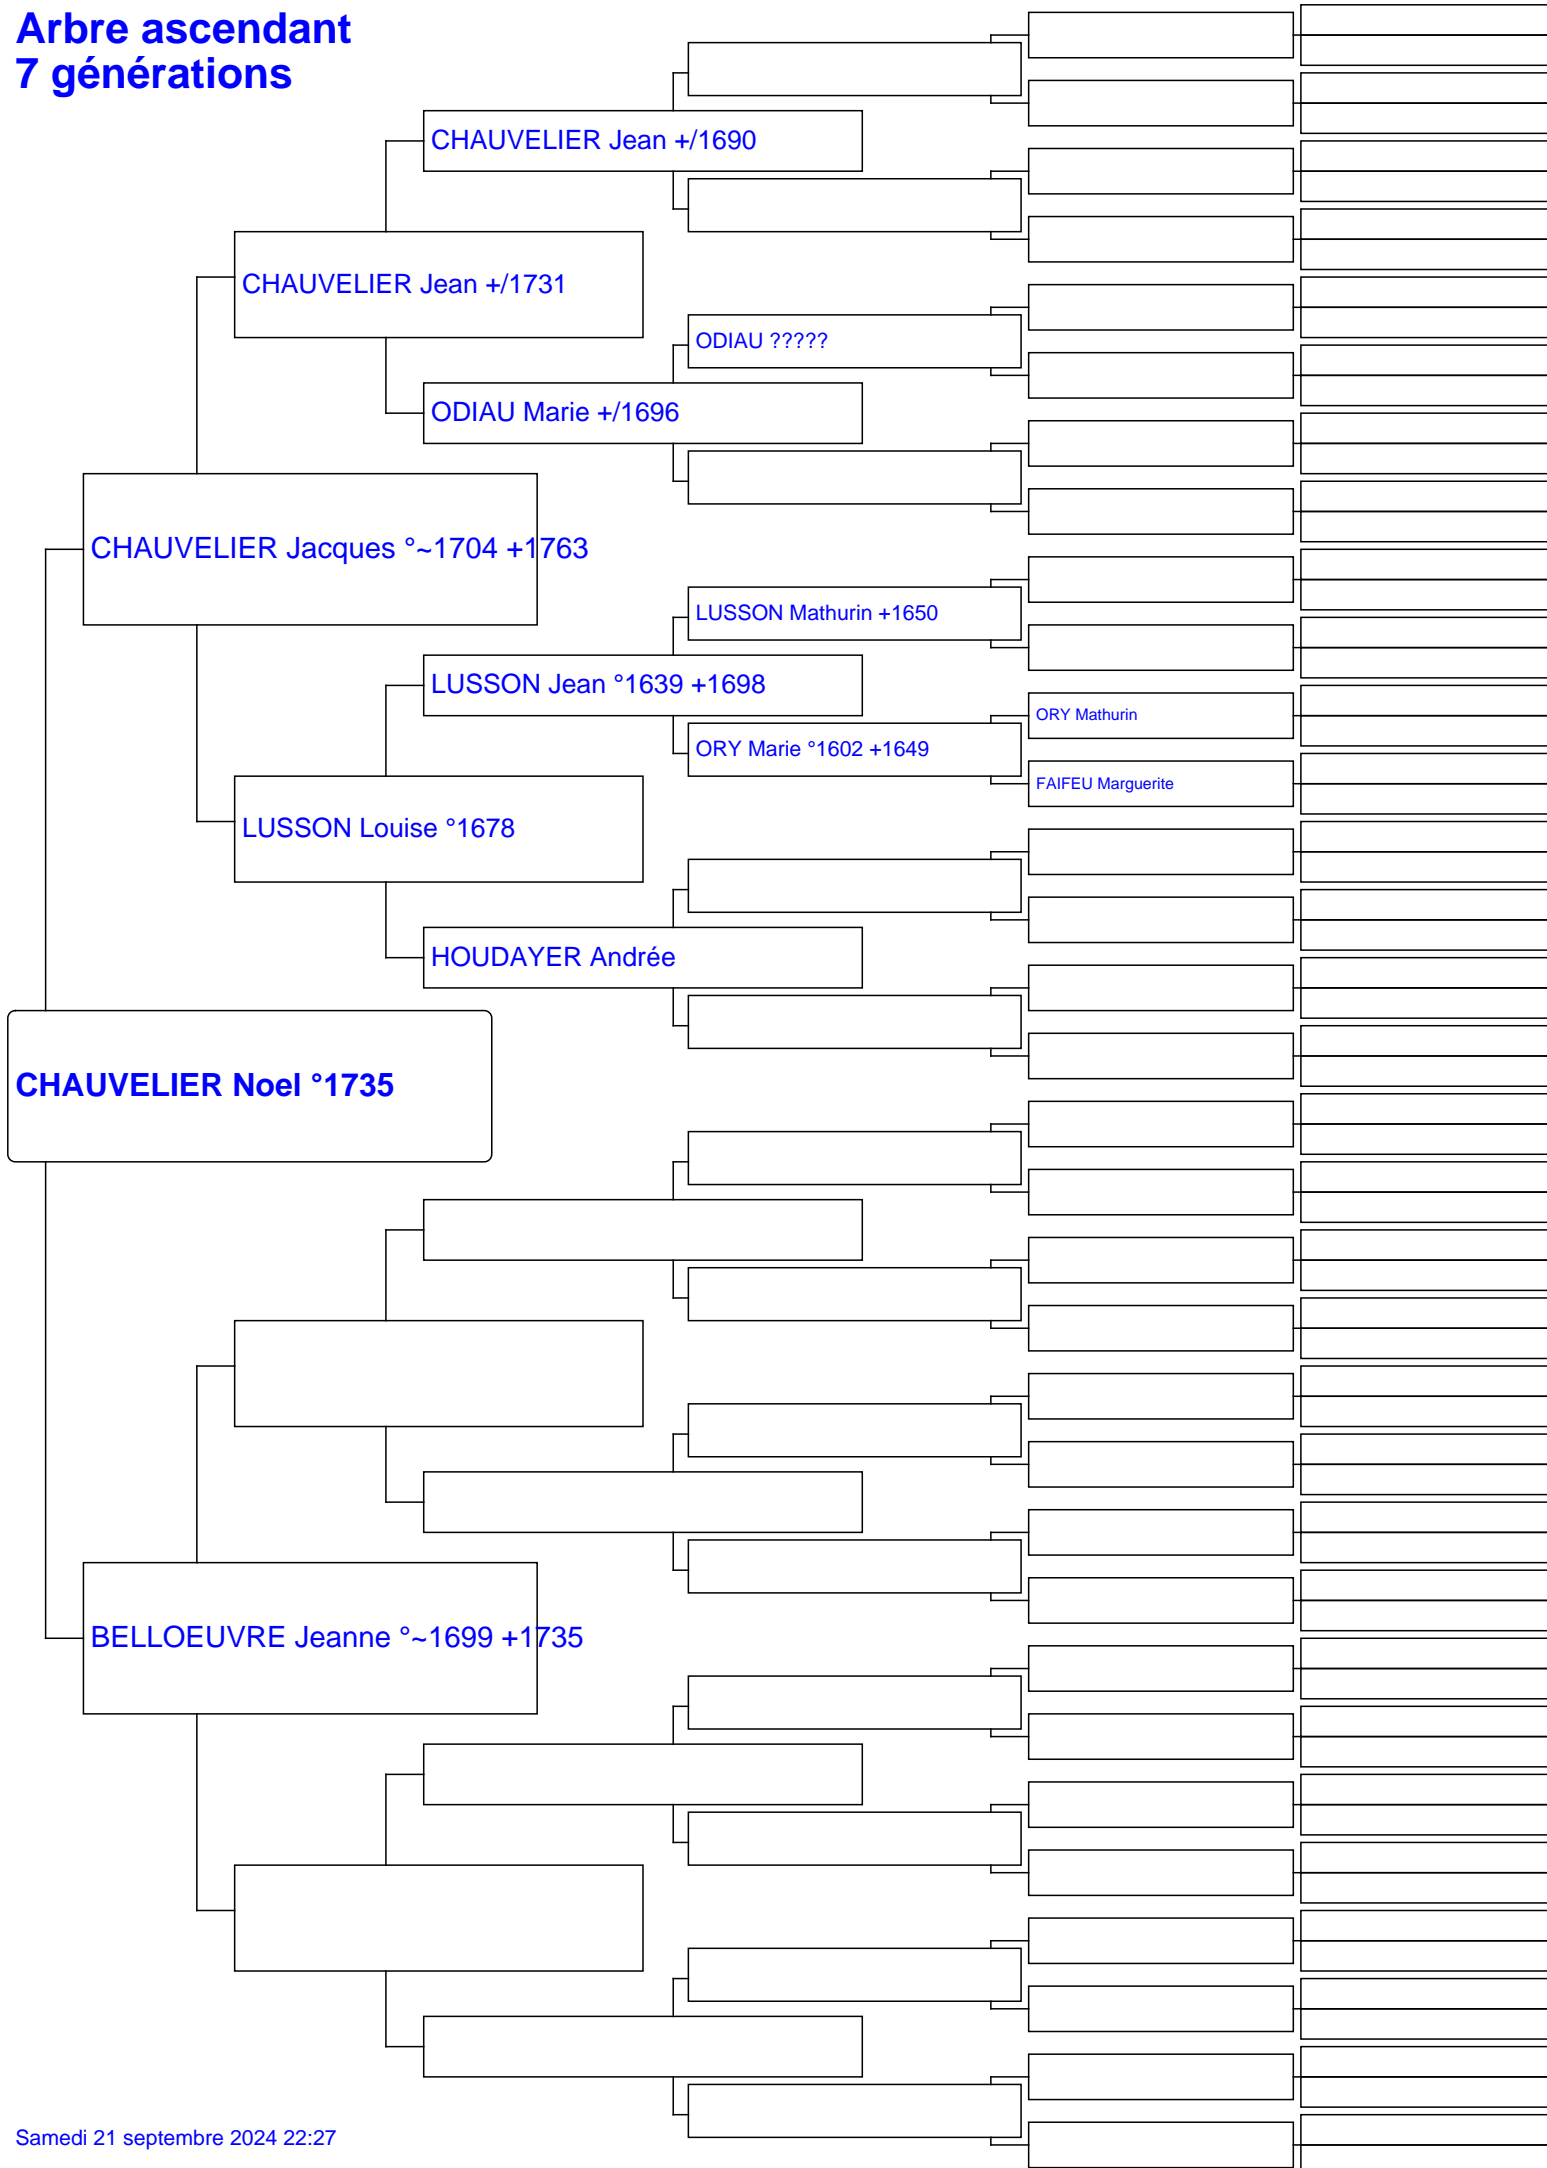 Arbre ascendant
7 générations
CHAUVELIER Jean +/1690
CHAUVELIER Jean +/1731
ODIAU ?????
ODIAU Marie +/1696
CHAUVELIER Jacques °~1704 +1763
LUSSON Mathurin +1650
LUSSON Jean °1639 +1698
ORY Mathurin
ORY Marie °1602 +1649
FAIFEU Marguerite
LUSSON Louise °1678
HOUDAYER Andrée
CHAUVELIER Noel °1735
BELLOEUVRE Jeanne °~1699 +1735
Samedi 21 septembre 2024 22:27